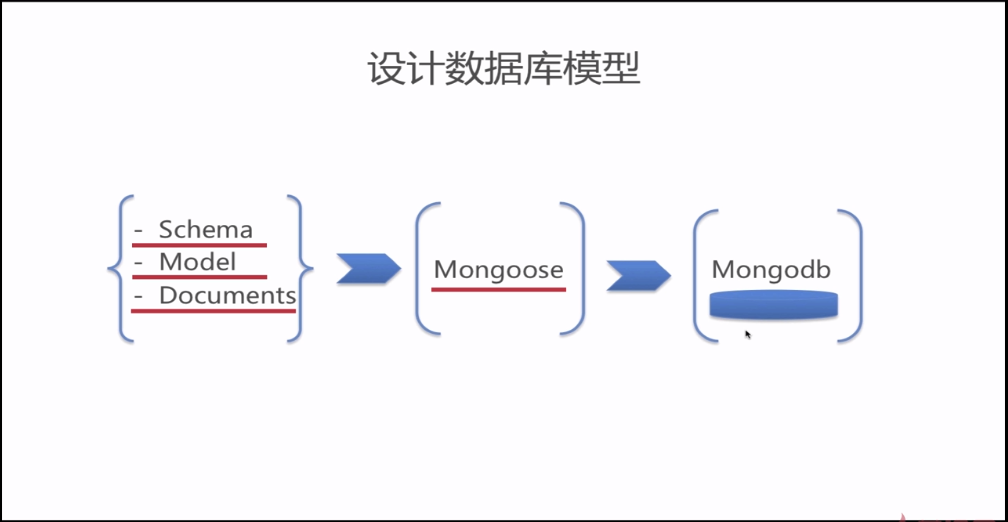 设计数据库模型
- Schema
- Model
- Documents
Mongoose
Mongodb